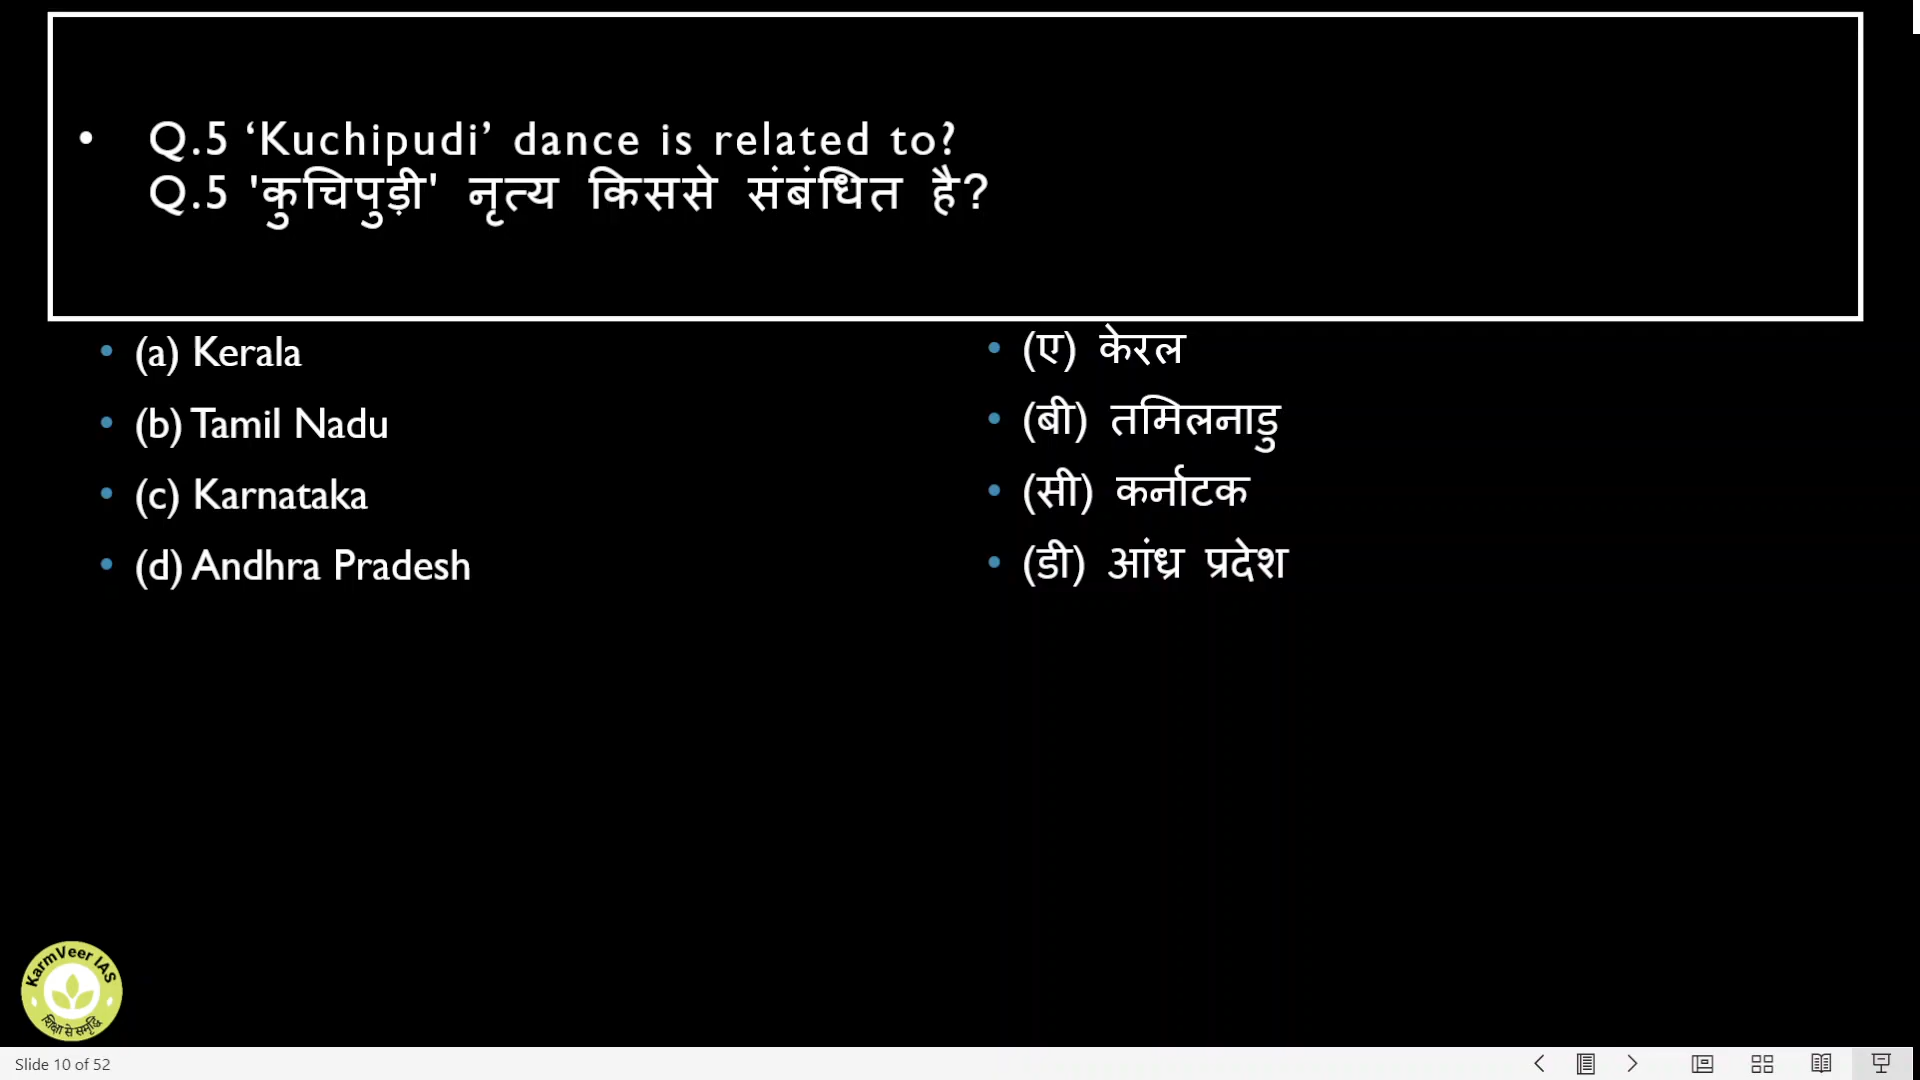 • Q.5 ‘Kuchipudi’ dance is related to?
Q.5 'कुचिपुड़ी' नृत्य किससे संबंधित है?
• (a) Kerala
• (b) Tamil Nadu
• (c) Karnataka
• (d) Andhra Pradesh
• (ए) केरल
• (बी) तमिलनाडु
• (सी) कर्नाटक
• (डी) आंध्र प्रदेश
KarmVeer IAS
शिक्षा से समृद्धि
Slide 10 of 52